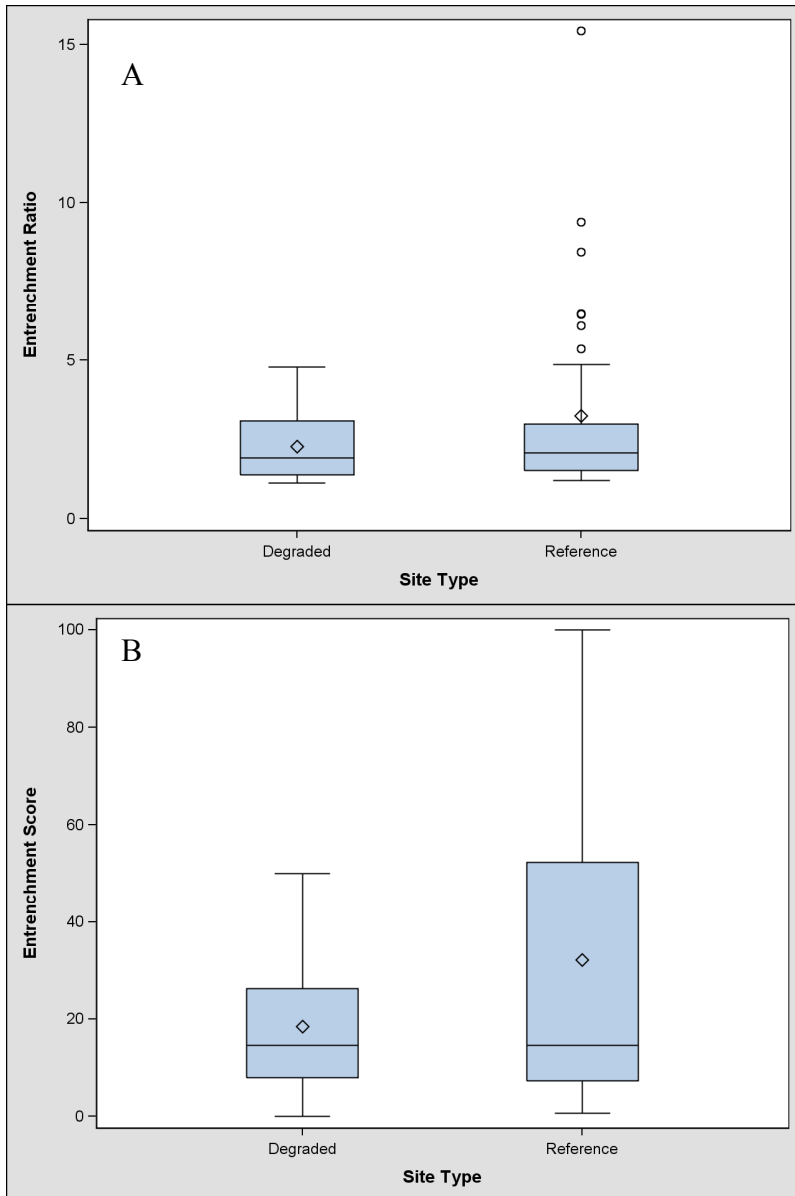 A
15
10
5
0
Entrenchment Ratio
Degraded Reference
Site Type
B
100
80
60
40
20
0
Entrenchment Score
Degraded Reference
Site Type